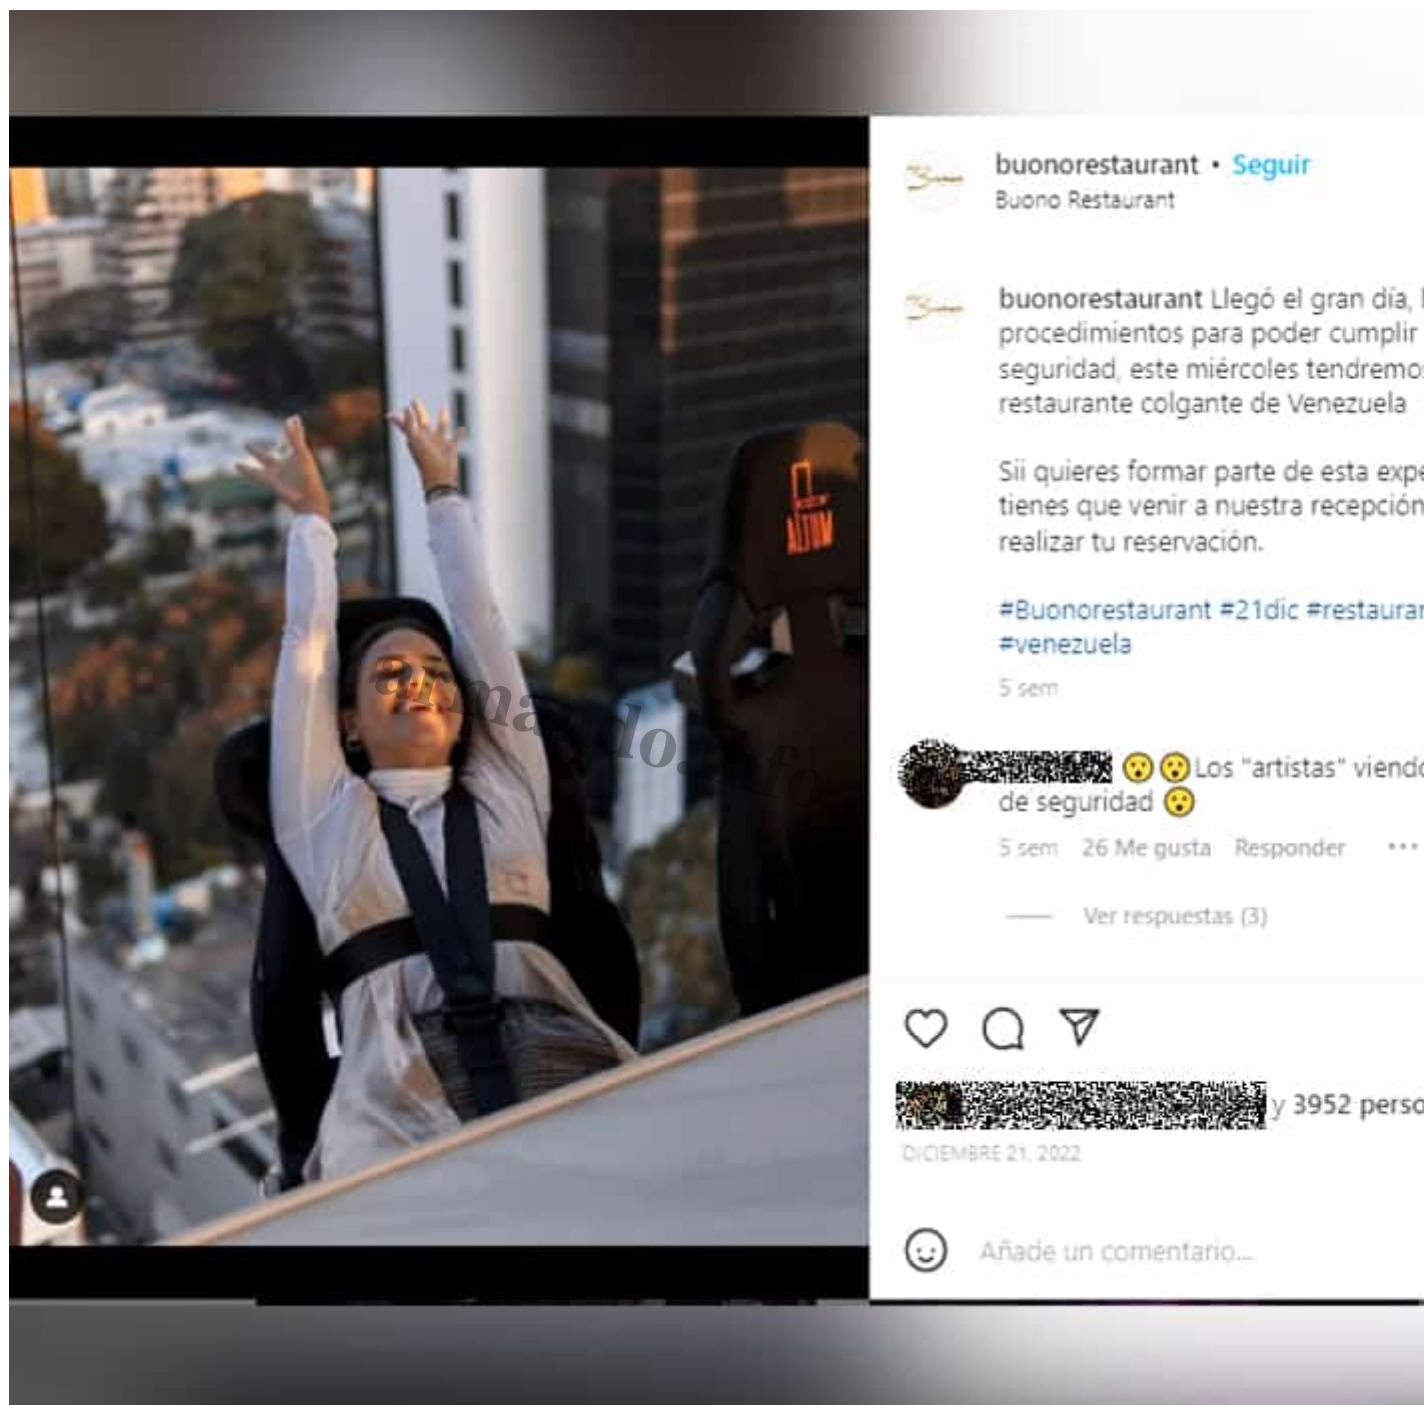 buonorestaurant • Seguir
Buono Restaurant
buonorestaurant Llegó el gran día,
procedimientos para poder cumplir
seguridad, este miércoles tendremos
restaurante colgante de Venezuela
Sii quieres formar parte de esta expe
tienes que venir a nuestra recepción
realizar tu reservación.
#Buonorestaurant #21dic #restauran
#venezuela
5 sem
Los "artistas" viendo
de seguridad
5 sem 26 Me gusta Responder
Ver respuestas (3)
y 3952 perso
DICIEMBRE 21, 2022
Añade un comentario...
ALTUM
armando.info